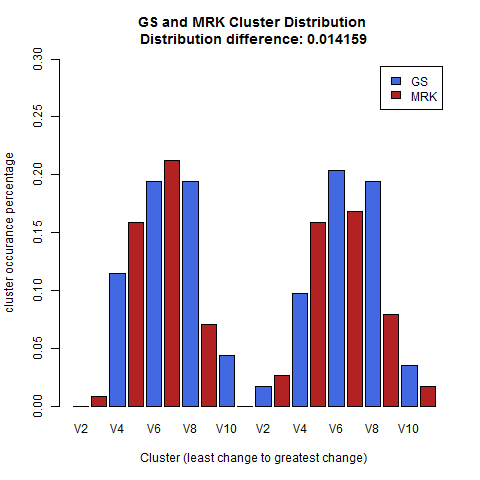 GS and MRK Cluster Distribution
Distribution difference: 0.014159
GS
MRK
cluster occurance percentage
0.30
0.25
0.20
0.15
0.10
0.05
0.00
V2 V4 V6 V8 V10 V2 V4 V6 V8 V10
Cluster (least change to greatest change)